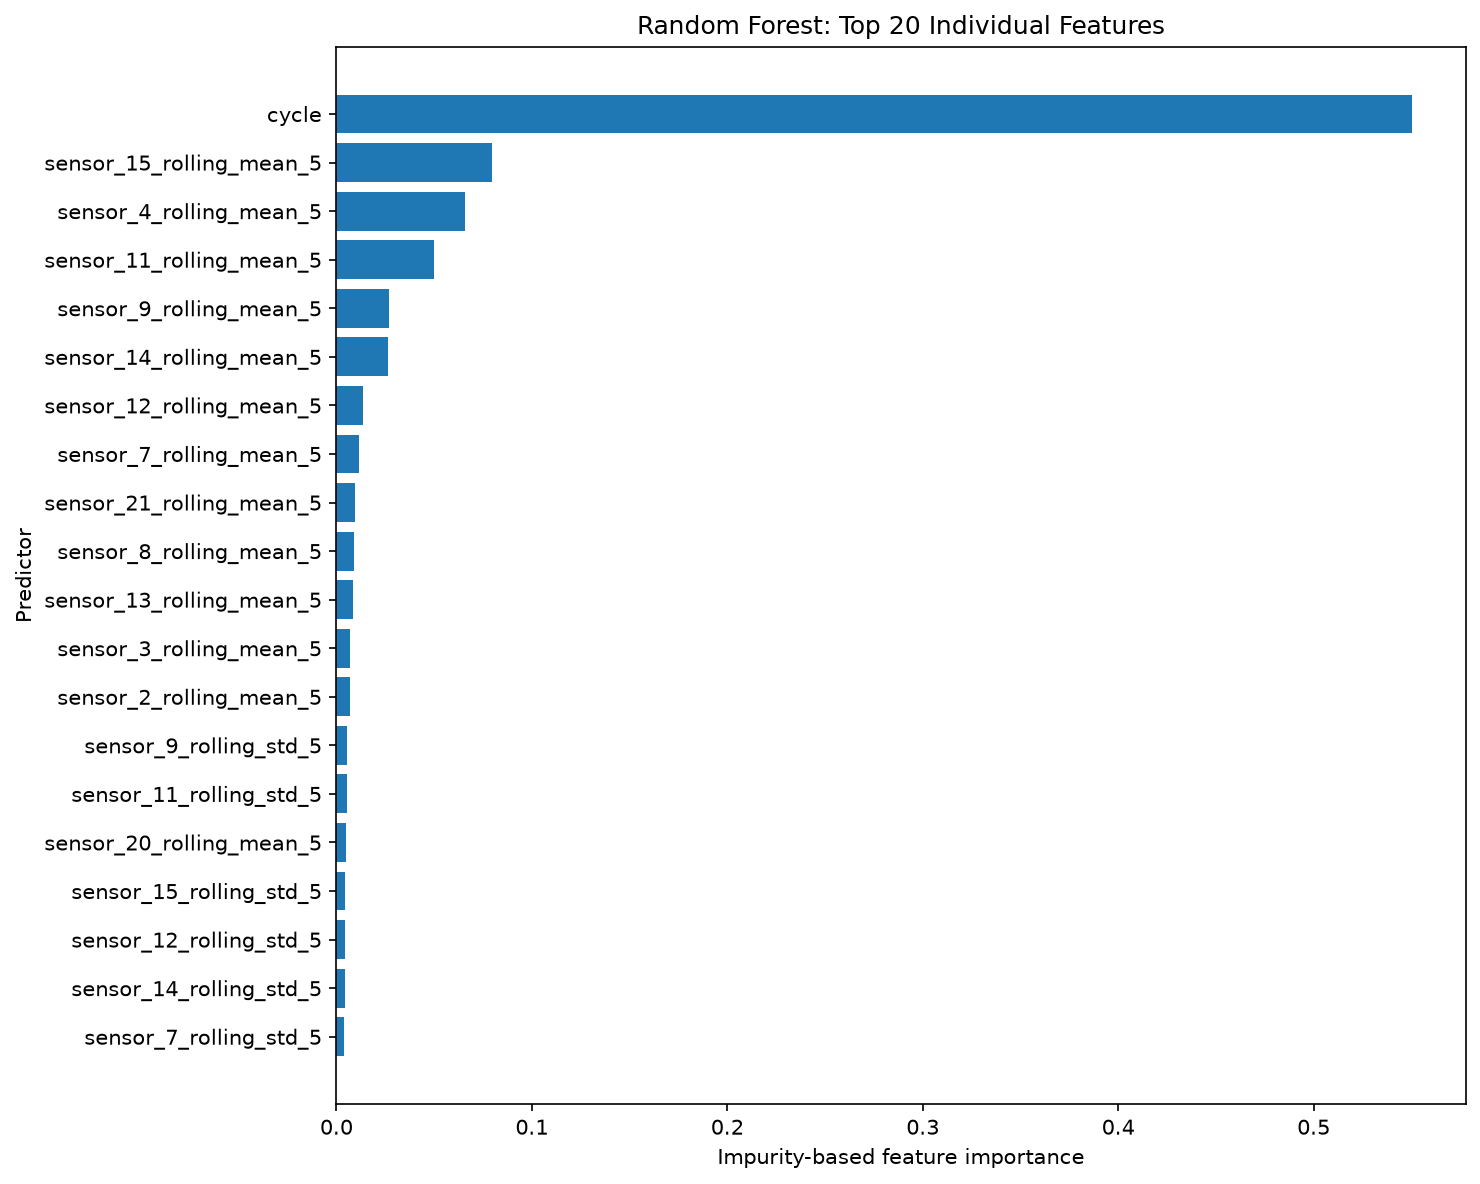 Random Forest: Top 20 Individual Features
Predictor
cycle
sensor_15_rolling_mean_5
sensor_4_rolling_mean_5
sensor_11_rolling_mean_5
sensor_9_rolling_mean_5
sensor_14_rolling_mean_5
sensor_12_rolling_mean_5
sensor_7_rolling_mean_5
sensor_21_rolling_mean_5
sensor_8_rolling_mean_5
sensor_13_rolling_mean_5
sensor_3_rolling_mean_5
sensor_2_rolling_mean_5
sensor_9_rolling_std_5
sensor_11_rolling_std_5
sensor_20_rolling_mean_5
sensor_15_rolling_std_5
sensor_12_rolling_std_5
sensor_14_rolling_std_5
sensor_7_rolling_std_5
0.0 0.1 0.2 0.3 0.4 0.5
Impurity-based feature importance